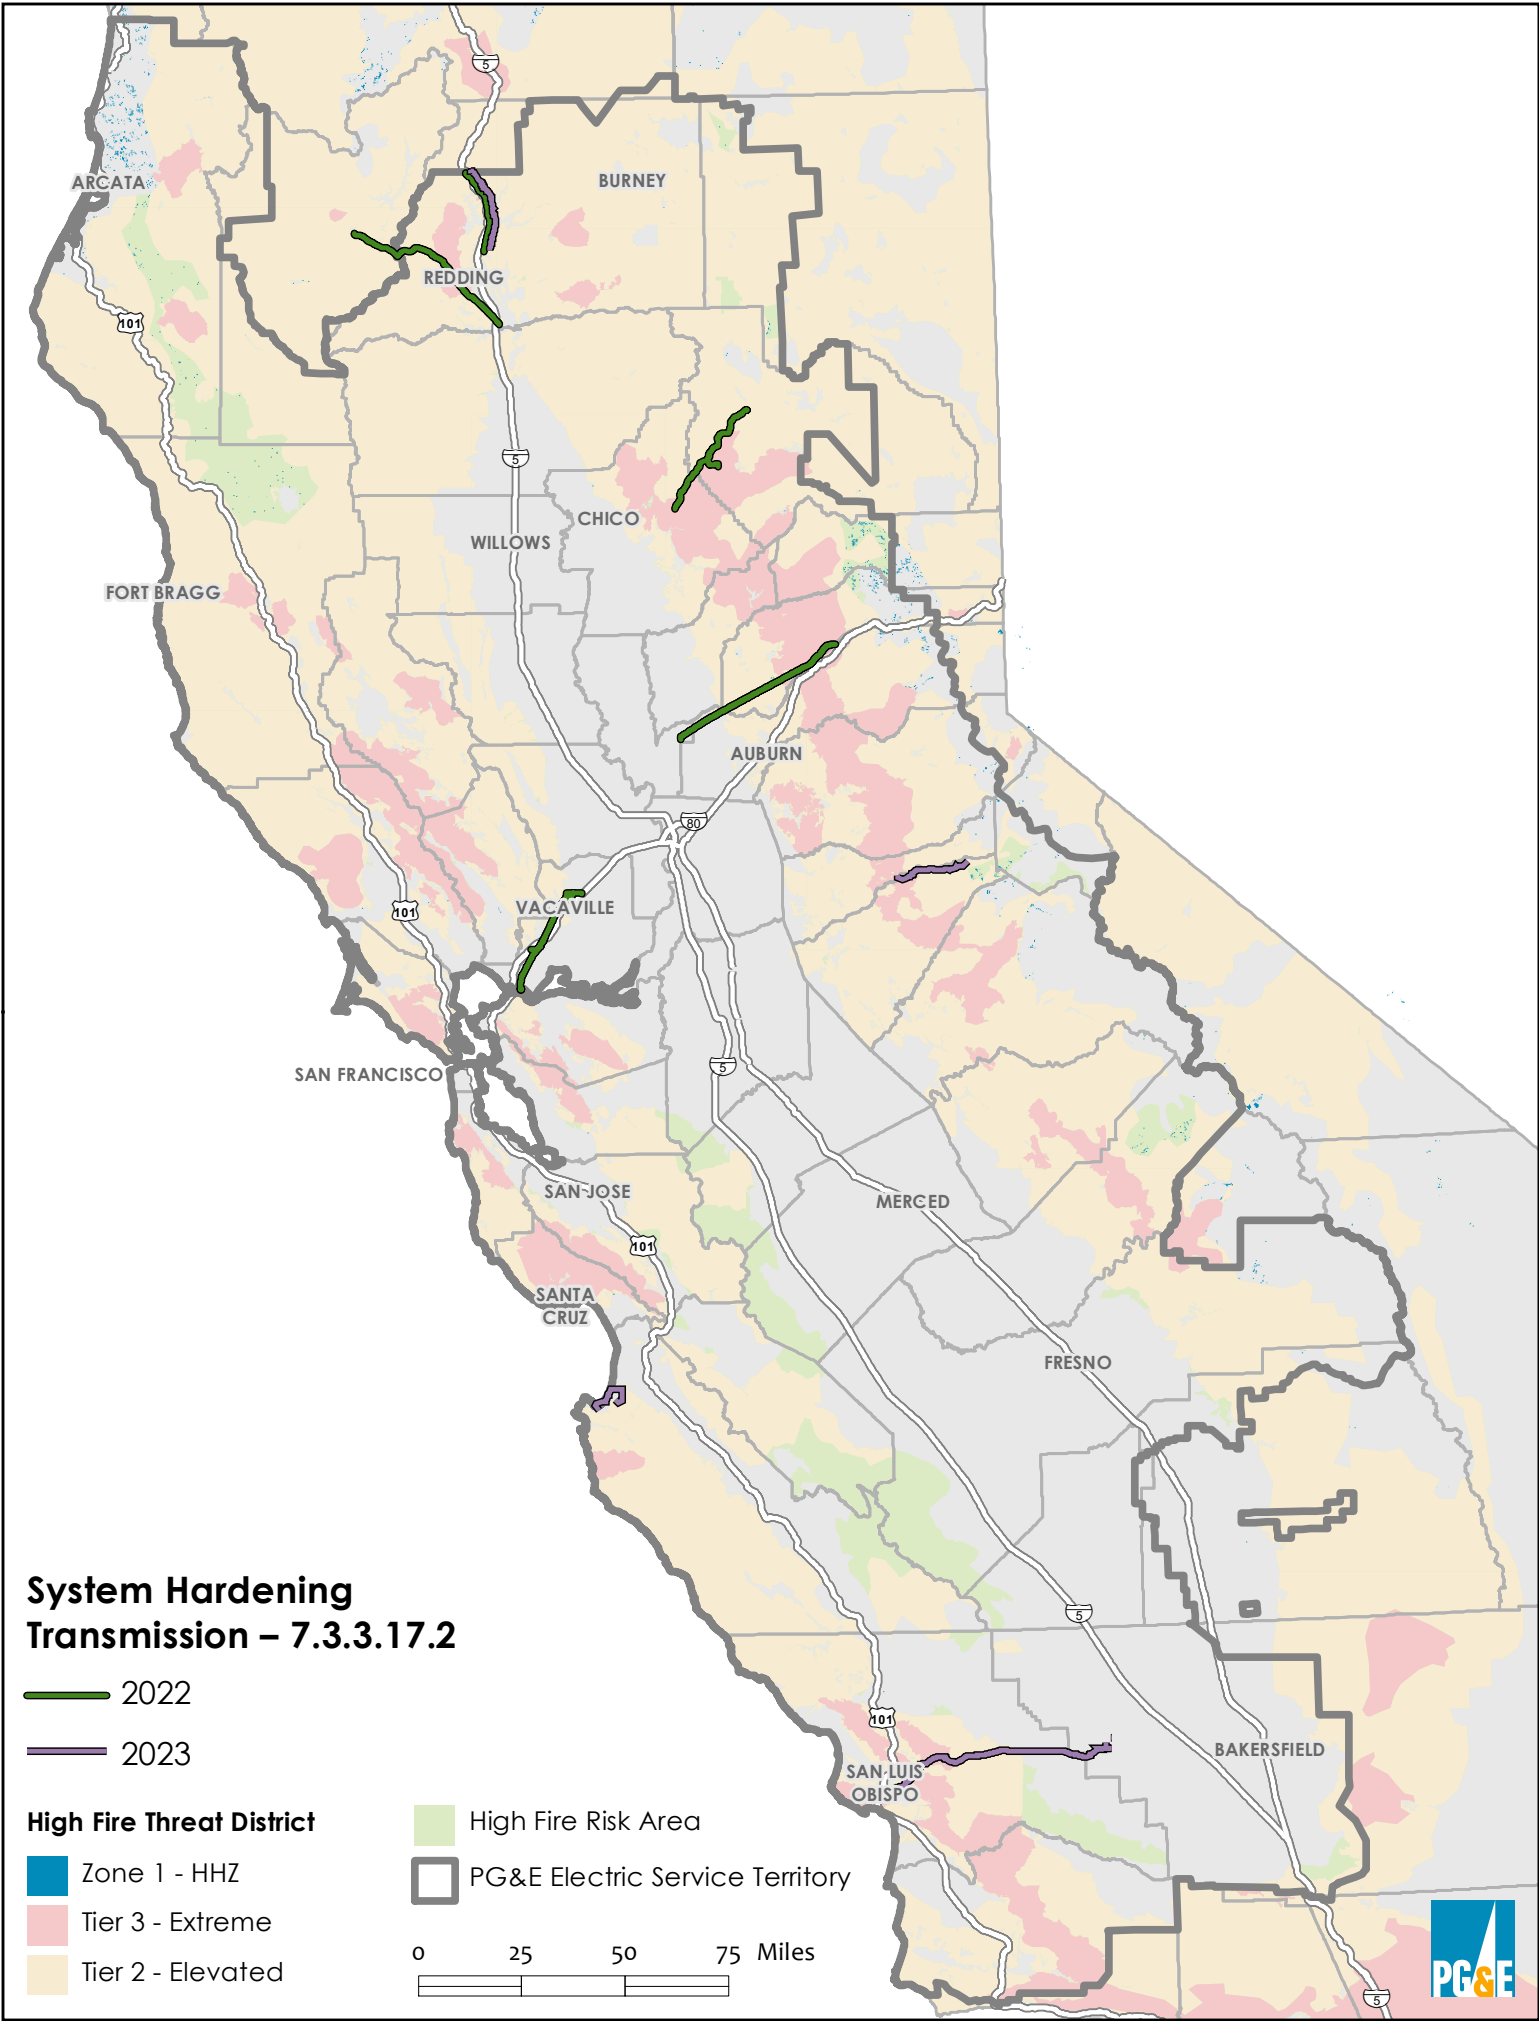 5
ARCATA
BURNEY
REDDING
101
5
CHICO
WILLOWS
FORT BRAGG
AUBURN
80
101
VACAVILLE
5
SAN FRANCISCO
SAN JOSE
MERCED
101
SANTA
CRUZ
FRESNO
5
101
BAKERSFIELD
SAN LUIS
OBISPO
5
System Hardening
Transmission – 7.3.3.17.2
2022
2023
High Fire Threat District
Zone 1 - HHZ
Tier 3 - Extreme
Tier 2 - Elevated
High Fire Risk Area
PG&E Electric Service Territory
0 25 50 75 Miles
PG&E